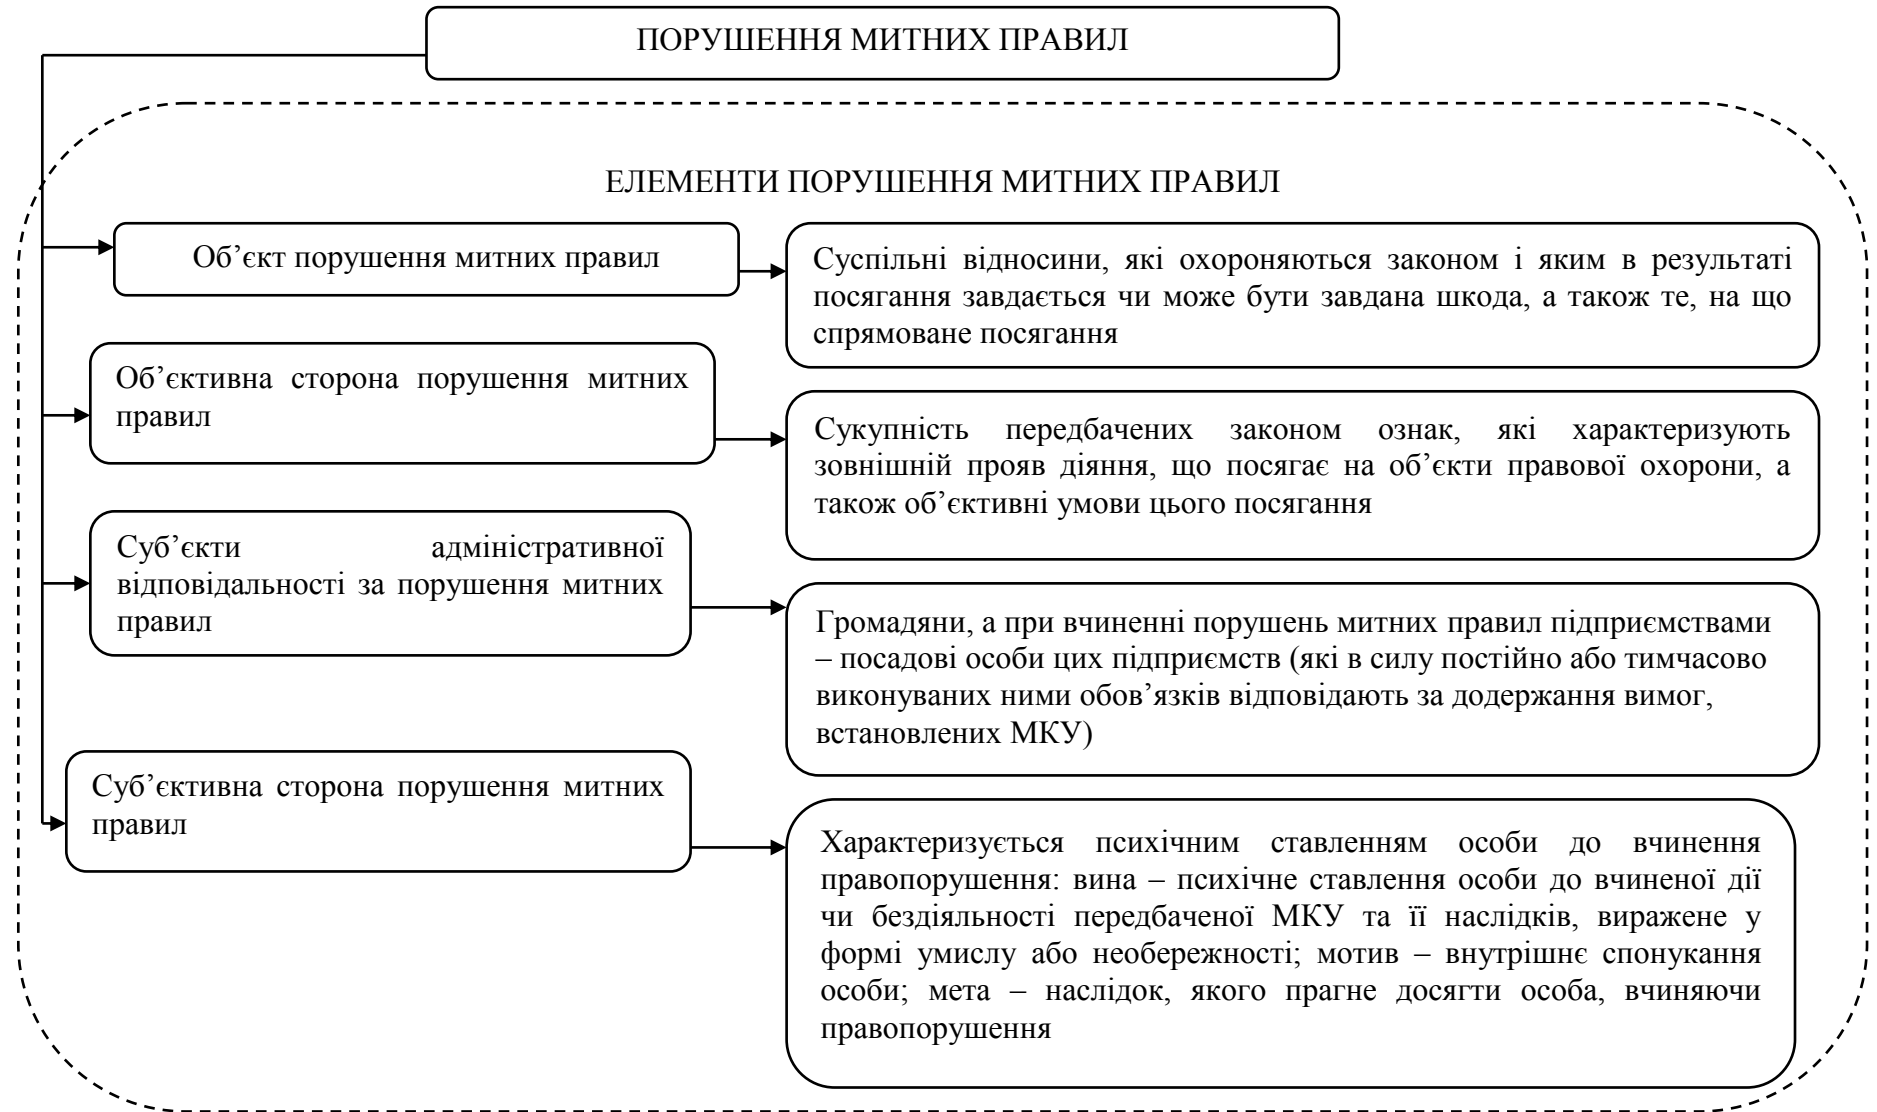 ПОРУШЕННЯ МИТНИХ ПРАВИЛ
ЕЛЕМЕНТИ ПОРУШЕННЯ МИТНИХ ПРАВИЛ
Об’єкт порушення митних правил
Суспільні відносини, які охороняються законом і яким в результаті
посягання завдається чи може бути завдана шкода, а також те, на що
спрямоване посягання
Об’єктивна сторона порушення митних
правил
Сукупність передбачених законом ознак, які характеризують
зовнішній прояв діяння, що посягає на об’єкти правової охорони, а
також об’єктивні умови цього посягання
Суб’єкти адміністративної
відповідальності за порушення митних
правил
Громадяни, а при вчиненні порушень митних правил підприємствами
– посадові особи цих підприємств (які в силу постійно або тимчасово
виконуваних ними обов’язків відповідають за додержання вимог,
встановлених МКУ)
Суб’єктивна сторона порушення митних
правил
Характеризується психічним ставленням особи до вчинення
правопорушення: вина – психічне ставлення особи до вчиненої дії
чи бездіяльності передбаченої МКУ та її наслідків, виражене у
формі умислу або необережності; мотив – внутрішнє спонукання
особи; мета – наслідок, якого прагне досягти особа, вчиняючи
правопорушення